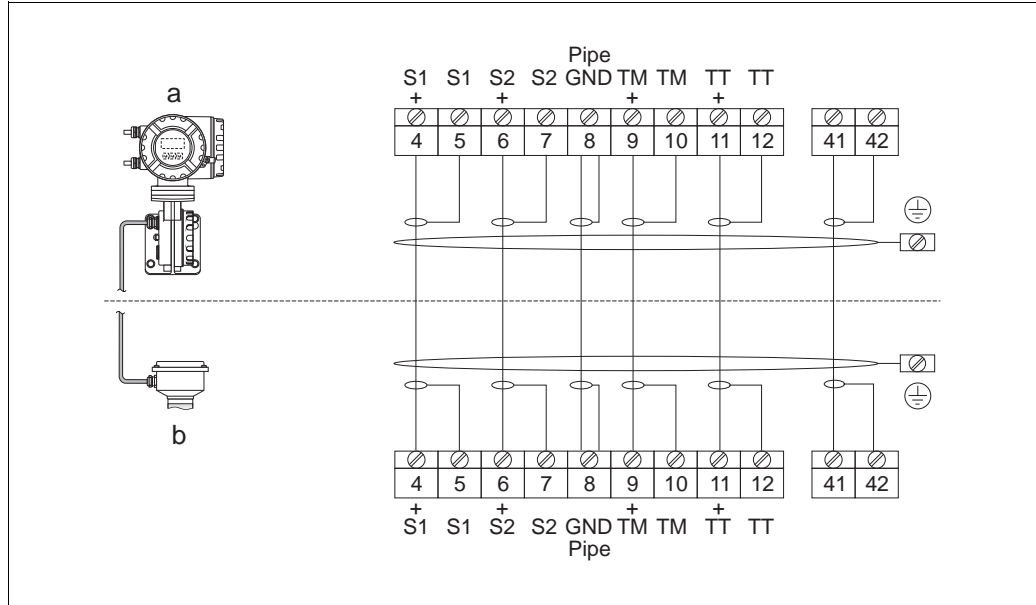 a
Pipe
S1 S1 S2 S2 GND TM TM TT TT
+ + + +
4 5 6 7 8 9 10 11 12 41 42
b
4 5 6 7 8 9 10 11 12 41 42
+ + + +
S1 S1 S2 S2 GND TM TM TT TT
Pipe